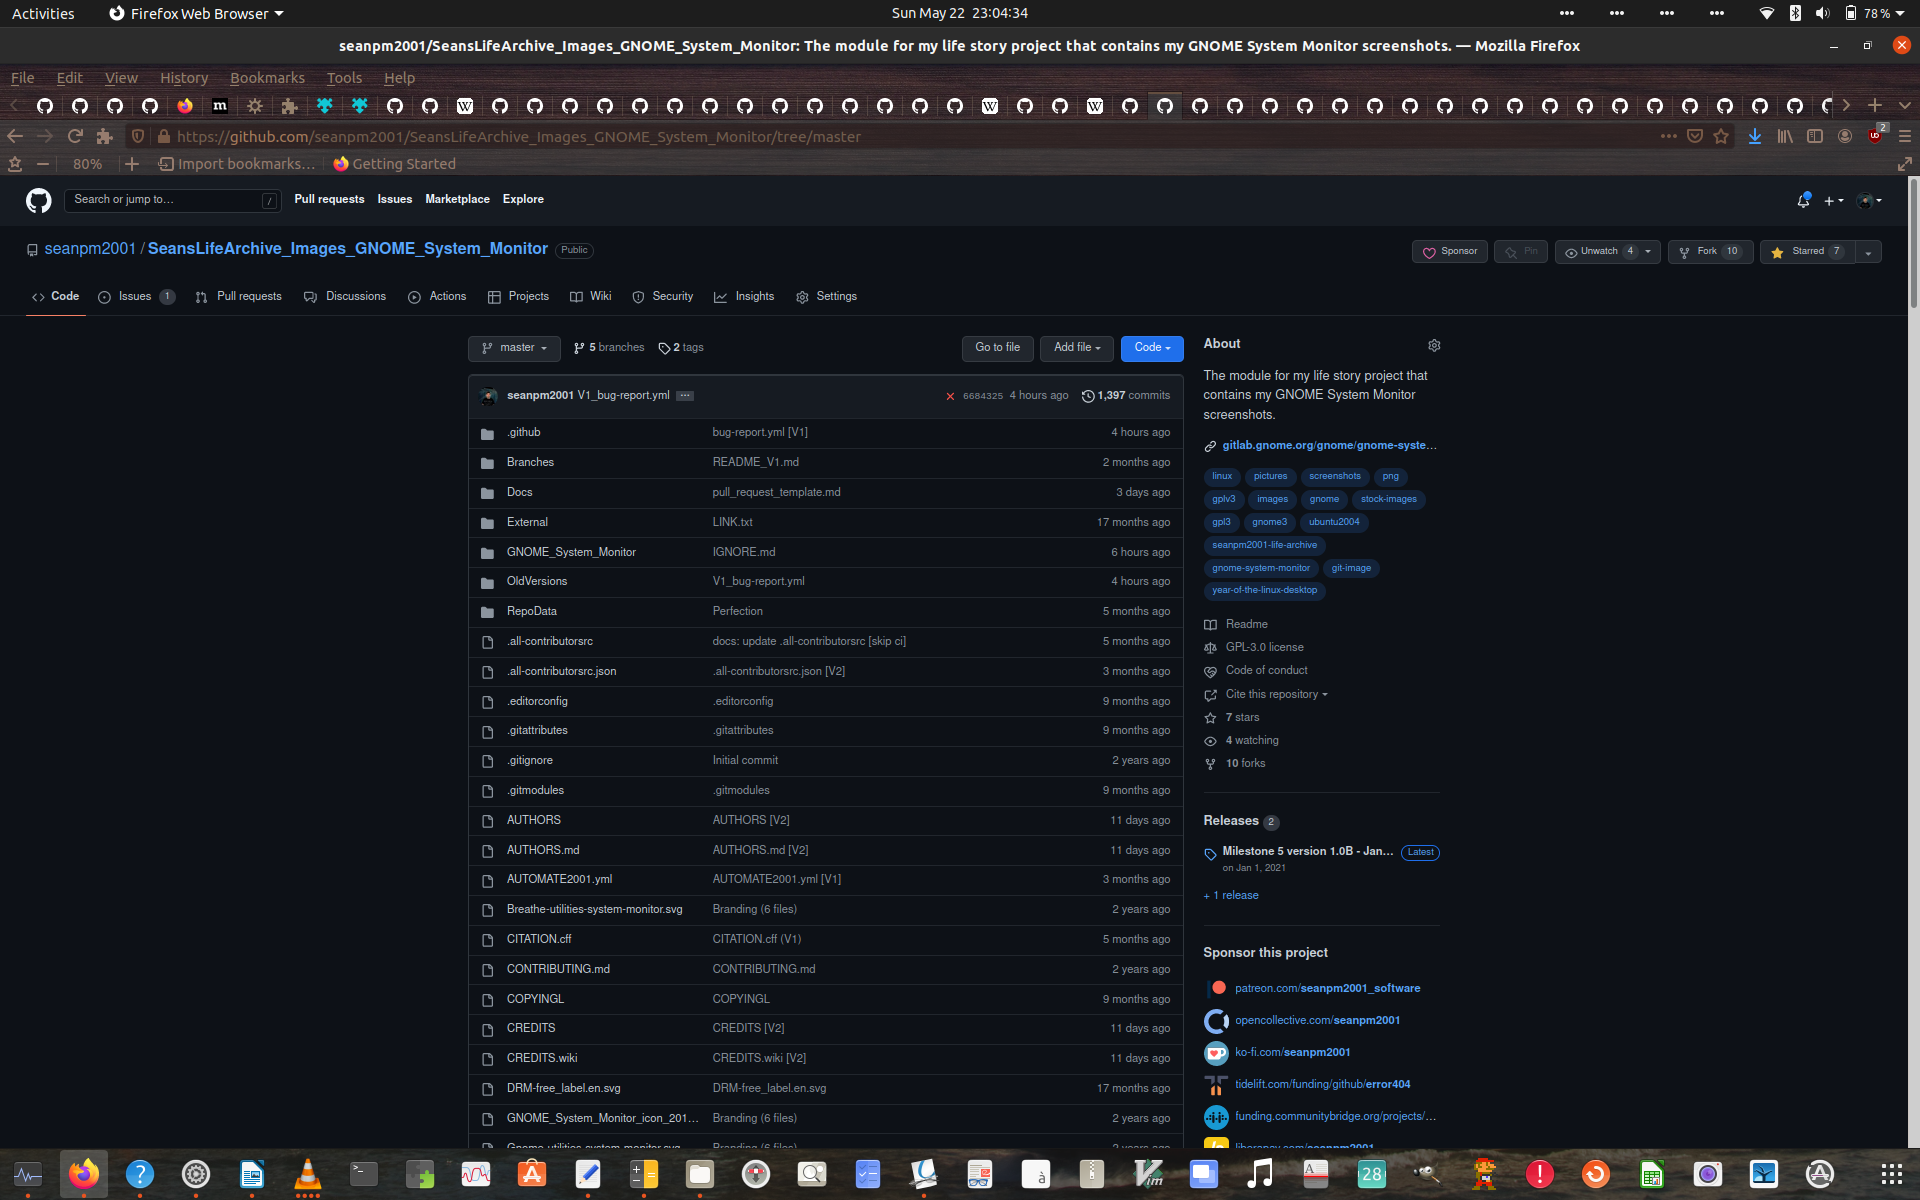 Activities Firefox Web Browser Sun May 22 23:04:34 78 %
seanpm2001/SeansLifeArchive_Images_GNOME_System_Monitor: The module for my life story project that contains my GNOME System Monitor screenshots. — Mozilla Firefox
File Edit View History Bookmarks Tools Help
https://github.com/seanpm2001/SeansLifeArchive_Images_GNOME_System_Monitor/tree/master 2
80% Import bookmarks... Getting Started
Search or jump to... / Pull requests Issues Marketplace Explore
seanpm2001 / SeansLifeArchive_Images_GNOME_System_Monitor Public Sponsor Pin Unwatch 4 Fork 10 Starred 7
Code Issues 1 Pull requests Discussions Actions Projects Wiki Security Insights Settings
master 5 branches 2 tags Go to file Add file Code
seanpm2001 V1_bug-report.yml ... 6684325 4 hours ago 1,397 commits
.github bug-report.yml [V1] 4 hours ago
Branches README_V1.md 2 months ago
Docs pull_request_template.md 3 days ago
External LINK.txt 17 months ago
GNOME_System_Monitor IGNORE.md 6 hours ago
OldVersions V1_bug-report.yml 4 hours ago
RepoData Perfection 5 months ago
.all-contributorsrc docs: update .all-contributorsrc [skip ci] 5 months ago
.all-contributorsrc.json .all-contributorsrc.json [V2] 3 months ago
.editorconfig .editorconfig 9 months ago
.gitattributes .gitattributes 9 months ago
.gitignore Initial commit 2 years ago
.gitmodules .gitmodules 9 months ago
AUTHORS AUTHORS [V2] 11 days ago
AUTHORS.md AUTHORS.md [V2] 11 days ago
AUTOMATE2001.yml AUTOMATE2001.yml [V1] 3 months ago
Breathe-utilities-system-monitor.svg Branding (6 files) 2 years ago
CITATION.cff CITATION.cff (V1) 5 months ago
CONTRIBUTING.md CONTRIBUTING.md 2 years ago
COPYINGL COPYINGL 9 months ago
CREDITS CREDITS [V2] 11 days ago
CREDITS.wiki CREDITS.wiki [V2] 11 days ago
DRM-free_label.en.svg DRM-free_label.en.svg 17 months ago
GNOME_System_Monitor_icon_201... Branding (6 files) 2 years ago
About
The module for my life story project that
contains my GNOME System Monitor
screenshots.
gitlab.gnome.org/gnome/gnome-syste...
linux pictures screenshots png
gplv3 images gnome stock-images
gpl3 gnome3 ubuntu2004
seanpm2001-life-archive
gnome-system-monitor git-image
year-of-the-linux-desktop
Readme
GPL-3.0 license
Code of conduct
Cite this repository
7 stars
4 watching
10 forks
Releases 2
Milestone 5 version 1.0B - Jan... Latest
on Jan 1, 2021
+ 1 release
Sponsor this project
patreon.com/seanpm2001_software
opencollective.com/seanpm2001
ko-fi.com/seanpm2001
tidelift.com/funding/github/error404
funding.communitybridge.org/projects/...
28